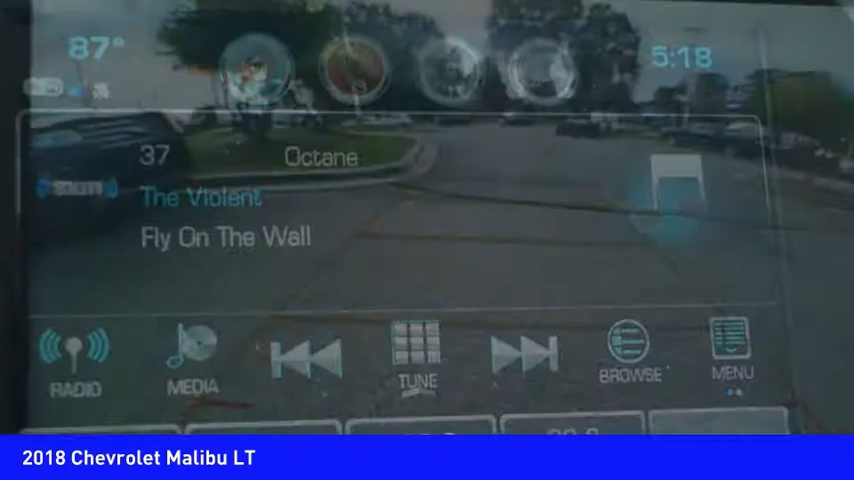 87° 5:18
37 Octane
The Violent
Fly On The Wall
RADIO MEDIA TUNE BROWSE MENU
2018 Chevrolet Malibu LT